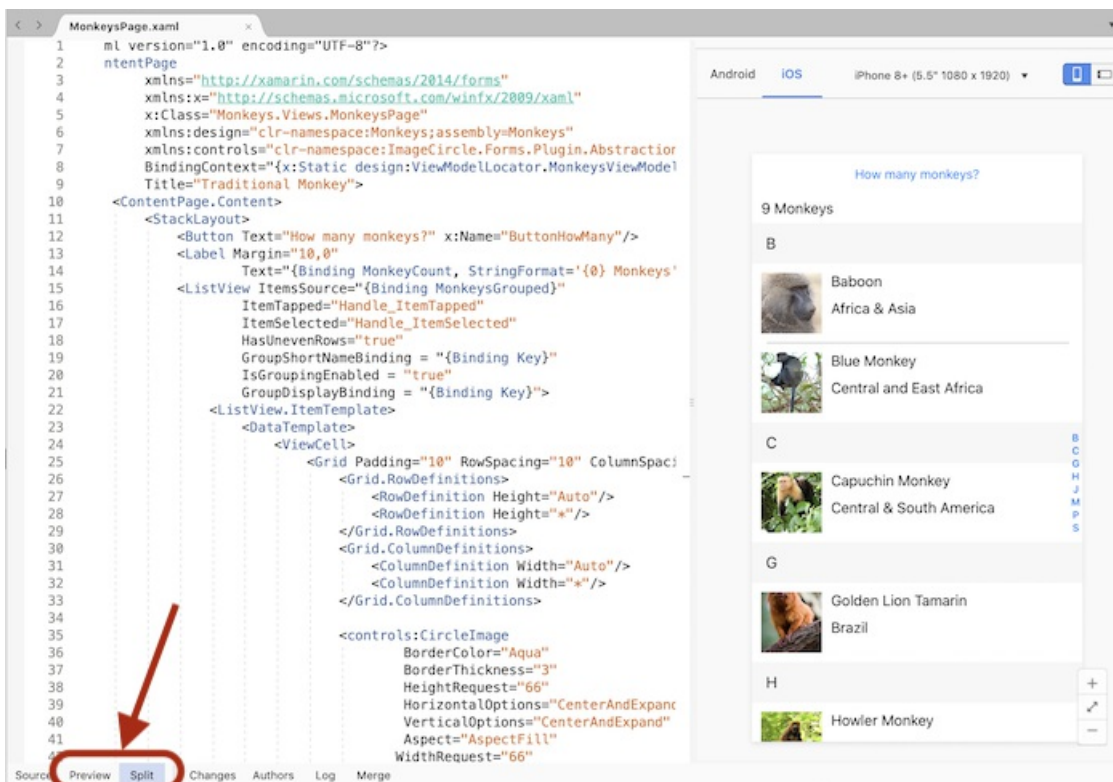 MonkeysPage.xaml
1 ml version="1.0" encoding="UTF-8"?>
2 ntentPage
3 xmlns="http://xamarin.com/schemas/2014/forms"
4 xmlns:x="http://schemas.microsoft.com/winfx/2009/xaml"
5 x:Class="Monkeys.Views.MonkeysPage"
6 xmlns:design="clr-namespace:Monkeys;assembly=Monkeys"
7 xmlns:controls="clr-namespace:ImageCircle.Forms.Plugin.Abstraction
8 BindingContext="{x:Static design:ViewModelLocator.MonkeysViewModel
9 Title="Traditional Monkey">
10 <ContentPage.Content>
11 <StackLayout>
12 <Button Text="How many monkeys?" x:Name="ButtonHowMany"/>
13 <Label Margin="10,0"
14 Text="{Binding MonkeyCount, StringFormat='{0} Monkeys'
15 <ListView ItemsSource="{Binding MonkeysGrouped}"
16 ItemTapped="Handle_ItemTapped"
17 ItemSelected="Handle_ItemSelected"
18 HasUnevenRows="true"
19 GroupShortNameBinding = "{Binding Key}"
20 IsGroupingEnabled = "true"
21 GroupDisplayBinding = "{Binding Key}">
22 <ListView.ItemTemplate>
23 <DataTemplate>
24 <ViewCell>
25 <Grid Padding="10" RowSpacing="10" ColumnSpaci
26 <Grid.RowDefinitions>
27 <RowDefinition Height="Auto"/>
28 <RowDefinition Height="*"/>
29 </Grid.RowDefinitions>
30 <Grid.ColumnDefinitions>
31 <ColumnDefinition Width="Auto"/>
32 <ColumnDefinition Width="*"/>
33 </Grid.ColumnDefinitions>
34
35 <controls:CircleImage
36 BorderColor="Aqua"
37 BorderThickness="3"
38 HeightRequest="66"
39 HorizontalOptions="CenterAndExpand
40 VerticalOptions="CenterAndExpand"
41 Aspect="AspectFill"
WidthRequest="66"
Source Preview Split Changes Authors Log Merge
Android iOS iPhone 8+ (5.5" 1080 x 1920)
How many monkeys?
9 Monkeys
B
Baboon
Africa & Asia
Blue Monkey
Central and East Africa
C
Capuchin Monkey
Central & South America
G
Golden Lion Tamarin
Brazil
H
Howler Monkey
B
C
G
H
J
M
P
S